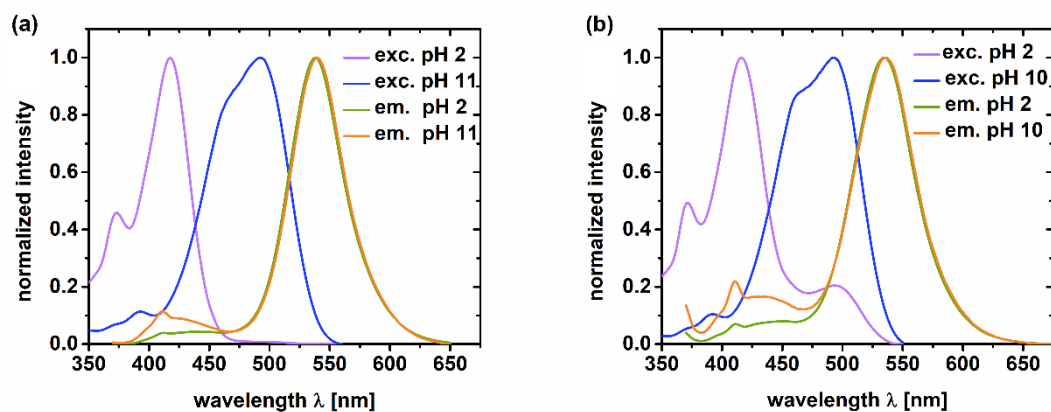 (a)
exc. pH 2
exc. pH 11
em. pH 2
em. pH 11
normalized intensity
1.0
0.8
0.6
0.4
0.2
0.0
350 400 450 500 550 600 650
wavelength λ [nm]
(b)
exc. pH 2
exc. pH 10
em. pH 2
em. pH 10
normalized intensity
1.0
0.8
0.6
0.4
0.2
0.0
350 400 450 500 550 600 650
wavelength λ [nm]